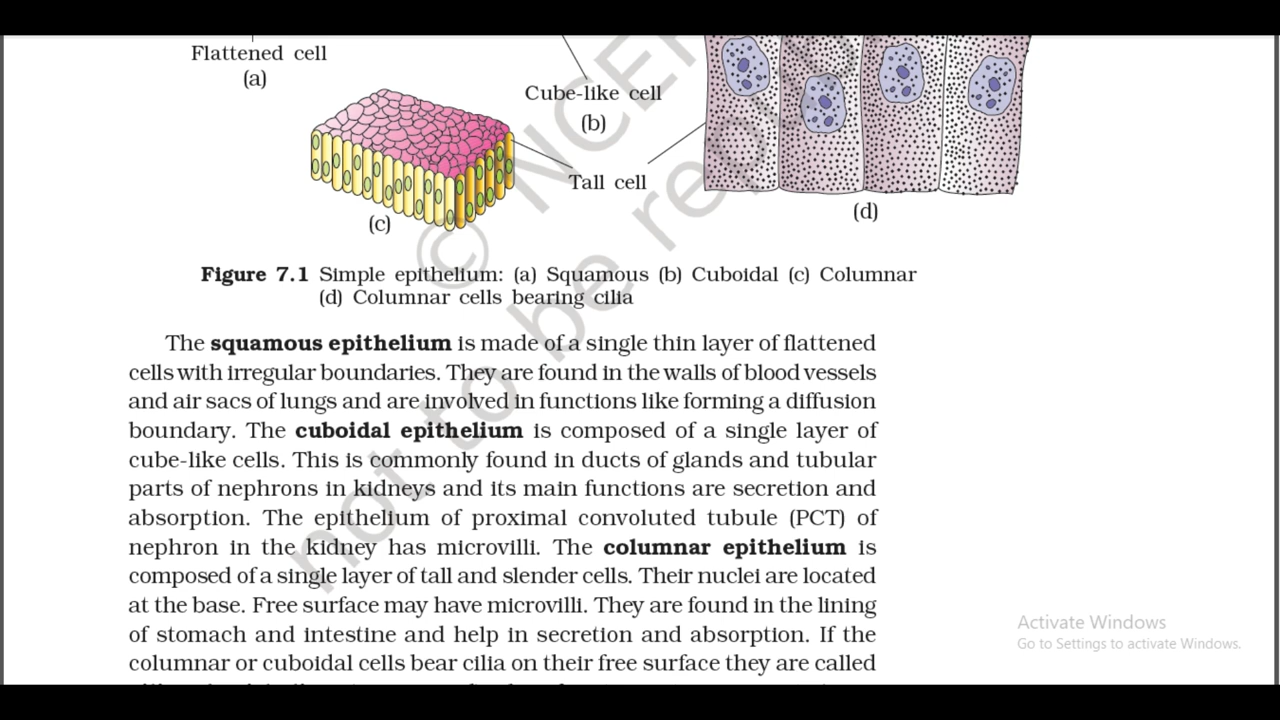 Flattened cell
(a)
Cube-like cell
(b)
Tall cell
(c)
(d)
Figure 7.1 Simple epithelium: (a) Squamous (b) Cuboidal (c) Columnar
(d) Columnar cells bearing cilia
The squamous epithelium is made of a single thin layer of flattened
cells with irregular boundaries. They are found in the walls of blood vessels
and air sacs of lungs and are involved in functions like forming a diffusion
boundary. The cuboidal epithelium is composed of a single layer of
cube-like cells. This is commonly found in ducts of glands and tubular
parts of nephrons in kidneys and its main functions are secretion and
absorption. The epithelium of proximal convoluted tubule (PCT) of
nephron in the kidney has microvilli. The columnar epithelium is
composed of a single layer of tall and slender cells. Their nuclei are located
at the base. Free surface may have microvilli. They are found in the lining
of stomach and intestine and help in secretion and absorption. If the
columnar or cuboidal cells bear cilia on their free surface they are called
© NCE
not to be rep
Activate Windows
Go to Settings to activate Windows.